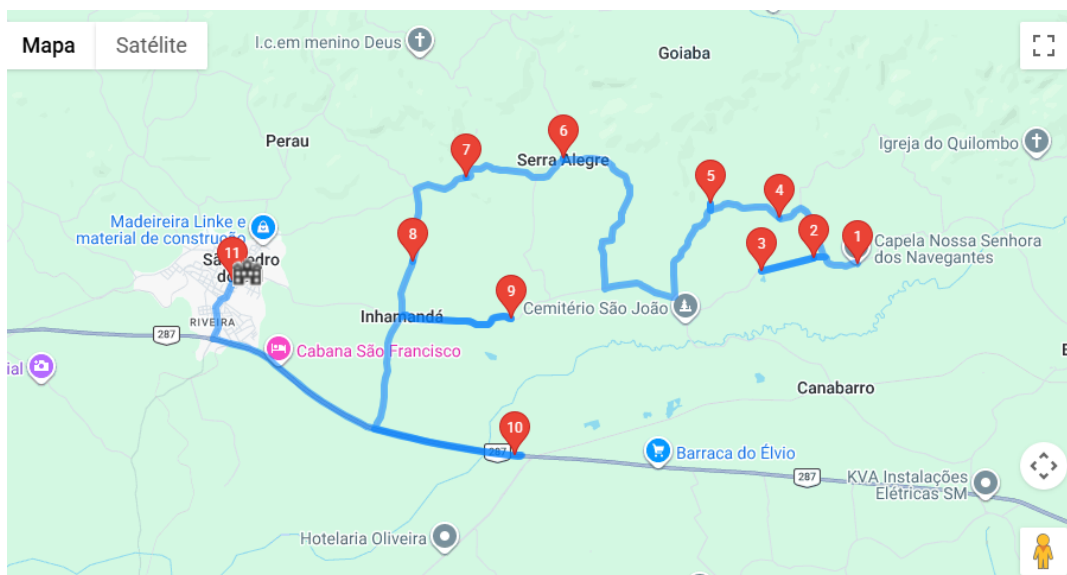 Mapa
Satélite
I.c.em menino Deus
Goiaba
Perau
Igreja do Quilombo
6
Serra Alegre
7
5
4
Madeireira Linke e
material de construção
8
3
2
1
Capela Nossa Senhora
dos Navegantes
11
9
Cemitério São João
Inhamandá
RIVEIRA
287
Cabana São Francisco
ial
Canabarro
10
287
Barraca do Élvio
287
KVA Instalações
Elétricas SM
Hotelaria Oliveira